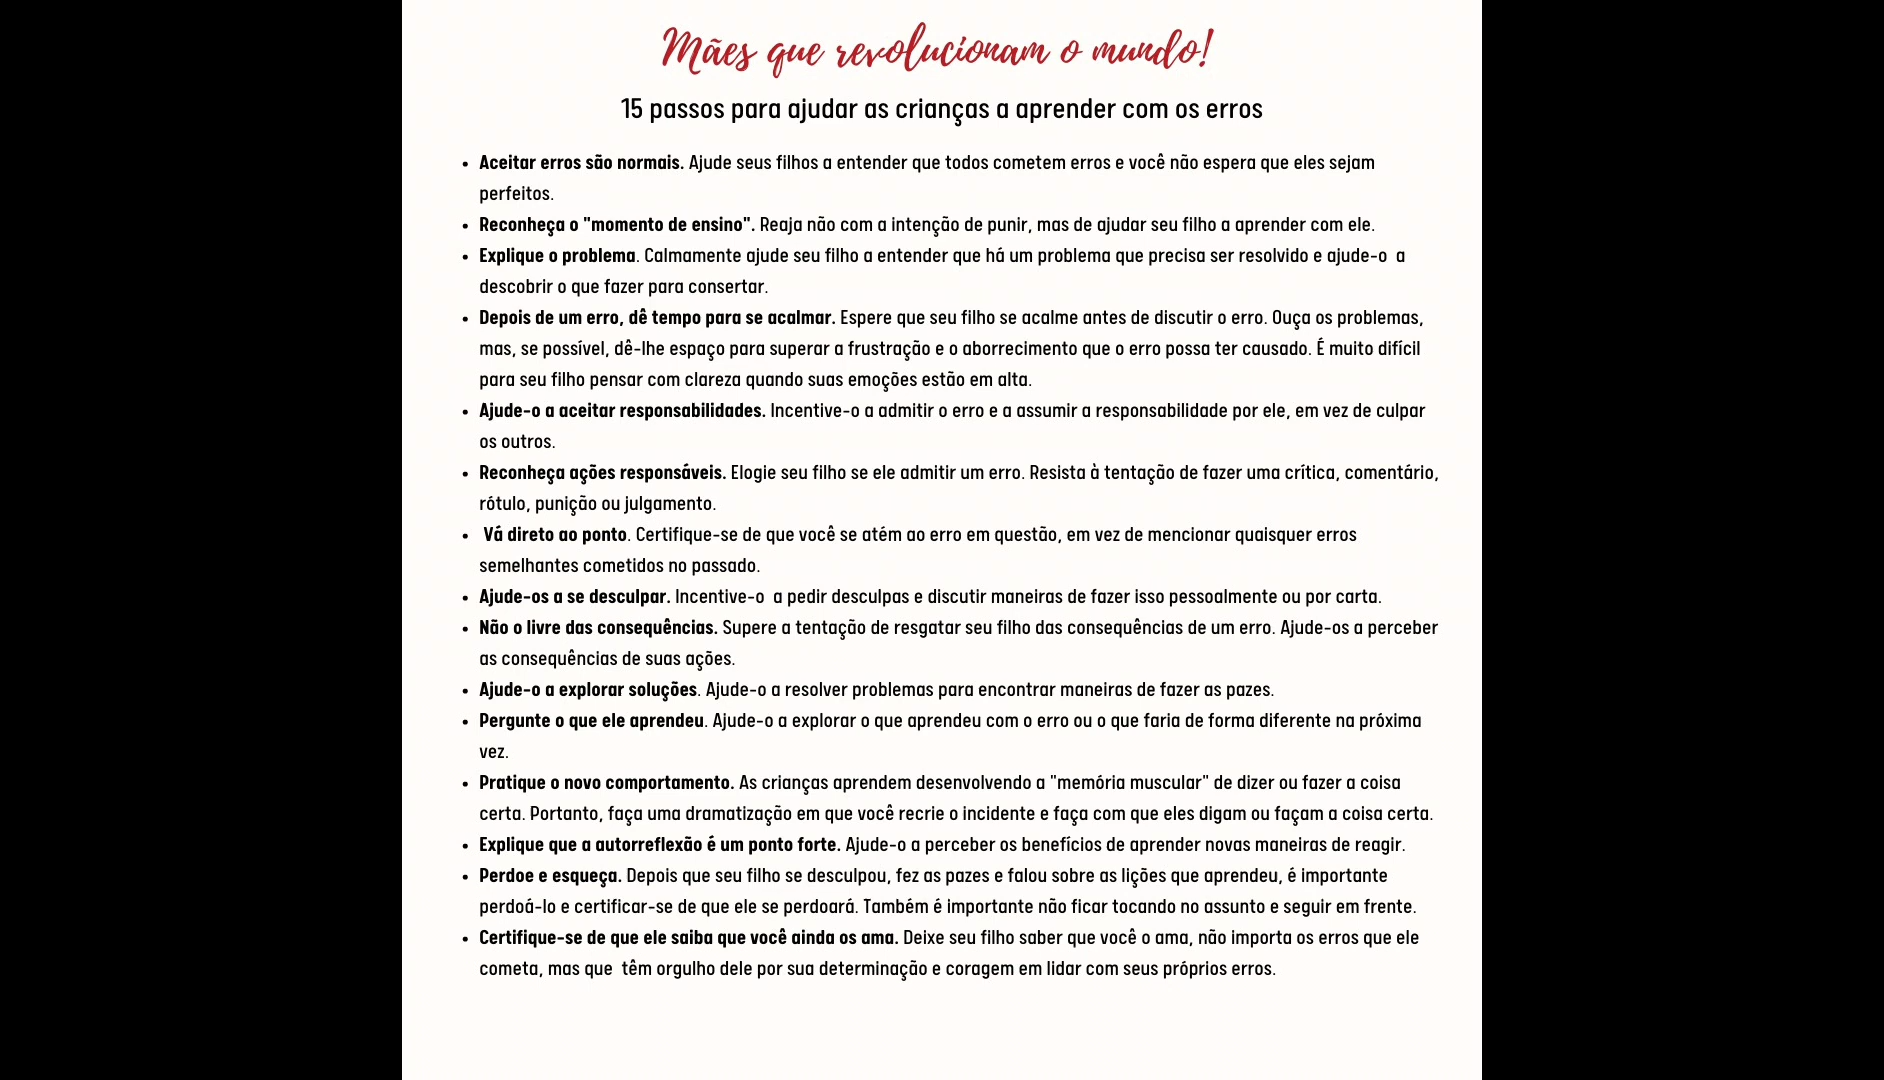 Mães que revolucionam o mundo!
15 passos para ajudar as crianças a aprender com os erros
• Aceitar erros são normais. Ajude seus filhos a entender que todos cometem erros e você não espera que eles sejam
perfeitos.
• Reconheça o "momento de ensino". Reaja não com a intenção de punir, mas de ajudar seu filho a aprender com ele.
• Explique o problema. Calmamente ajude seu filho a entender que há um problema que precisa ser resolvido e ajude-o  a
descobrir o que fazer para consertar.
• Depois de um erro, dê tempo para se acalmar. Espere que seu filho se acalme antes de discutir o erro. Ouça os problemas,
mas, se possível, dê-lhe espaço para superar a frustração e o aborrecimento que o erro possa ter causado. É muito difícil
para seu filho pensar com clareza quando suas emoções estão em alta.
• Ajude-o a aceitar responsabilidades. Incentive-o a admitir o erro e a assumir a responsabilidade por ele, em vez de culpar
os outros.
• Reconheça ações responsáveis. Elogie seu filho se ele admitir um erro. Resista à tentação de fazer uma crítica, comentário,
rótulo, punição ou julgamento.
• Vá direto ao ponto. Certifique-se de que você se atém ao erro em questão, em vez de mencionar quaisquer erros
semelhantes cometidos no passado.
• Ajude-os a se desculpar. Incentive-o  a pedir desculpas e discutir maneiras de fazer isso pessoalmente ou por carta.
• Não o livre das consequências. Supere a tentação de resgatar seu filho das consequências de um erro. Ajude-os a perceber
as consequências de suas ações.
• Ajude-o a explorar soluções. Ajude-o a resolver problemas para encontrar maneiras de fazer as pazes.
• Pergunte o que ele aprendeu. Ajude-o a explorar o que aprendeu com o erro ou o que faria de forma diferente na próxima
vez.
• Pratique o novo comportamento. As crianças aprendem desenvolvendo a "memória muscular" de dizer ou fazer a coisa
certa. Portanto, faça uma dramatização em que você recrie o incidente e faça com que eles digam ou façam a coisa certa.
• Explique que a autorreflexão é um ponto forte. Ajude-o a perceber os benefícios de aprender novas maneiras de reagir.
• Perdoe e esqueça. Depois que seu filho se desculpou, fez as pazes e falou sobre as lições que aprendeu, é importante
perdoá-lo e certificar-se de que ele se perdoará. Também é importante não ficar tocando no assunto e seguir em frente.
• Certifique-se de que ele saiba que você ainda os ama. Deixe seu filho saber que você o ama, não importa os erros que ele
cometa, mas que  têm orgulho dele por sua determinação e coragem em lidar com seus próprios erros.